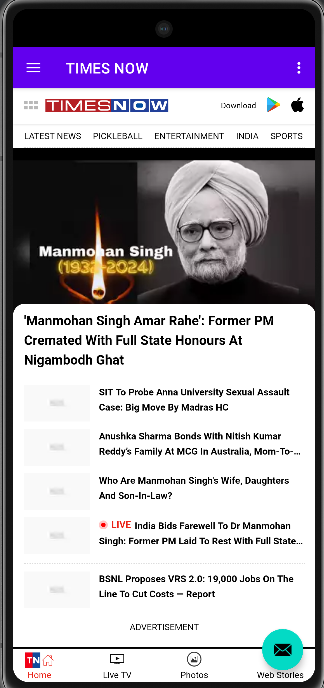 TIMES NOW
TIMES NOW
Download
LATEST NEWS PICKLEBALL ENTERTAINMENT INDIA SPORTS
Manmohan Singh
(1932-2024)
'Manmohan Singh Amar Rahe': Former PM
Cremated With Full State Honours At
Nigambodh Ghat
SIT To Probe Anna University Sexual Assault
Case: Big Move By Madras HC
Anushka Sharma Bonds With Nitish Kumar
Reddy's Family At MCG In Australia, Mom-To-...
Who Are Manmohan Singh's Wife, Daughters
And Son-In-Law?
LIVE India Bids Farewell To Dr Manmohan
Singh: Former PM Laid To Rest With Full State...
BSNL Proposes VRS 2.0: 19,000 Jobs On The
Line To Cut Costs — Report
ADVERTISEMENT
TN
Home Live TV Photos Web Stories